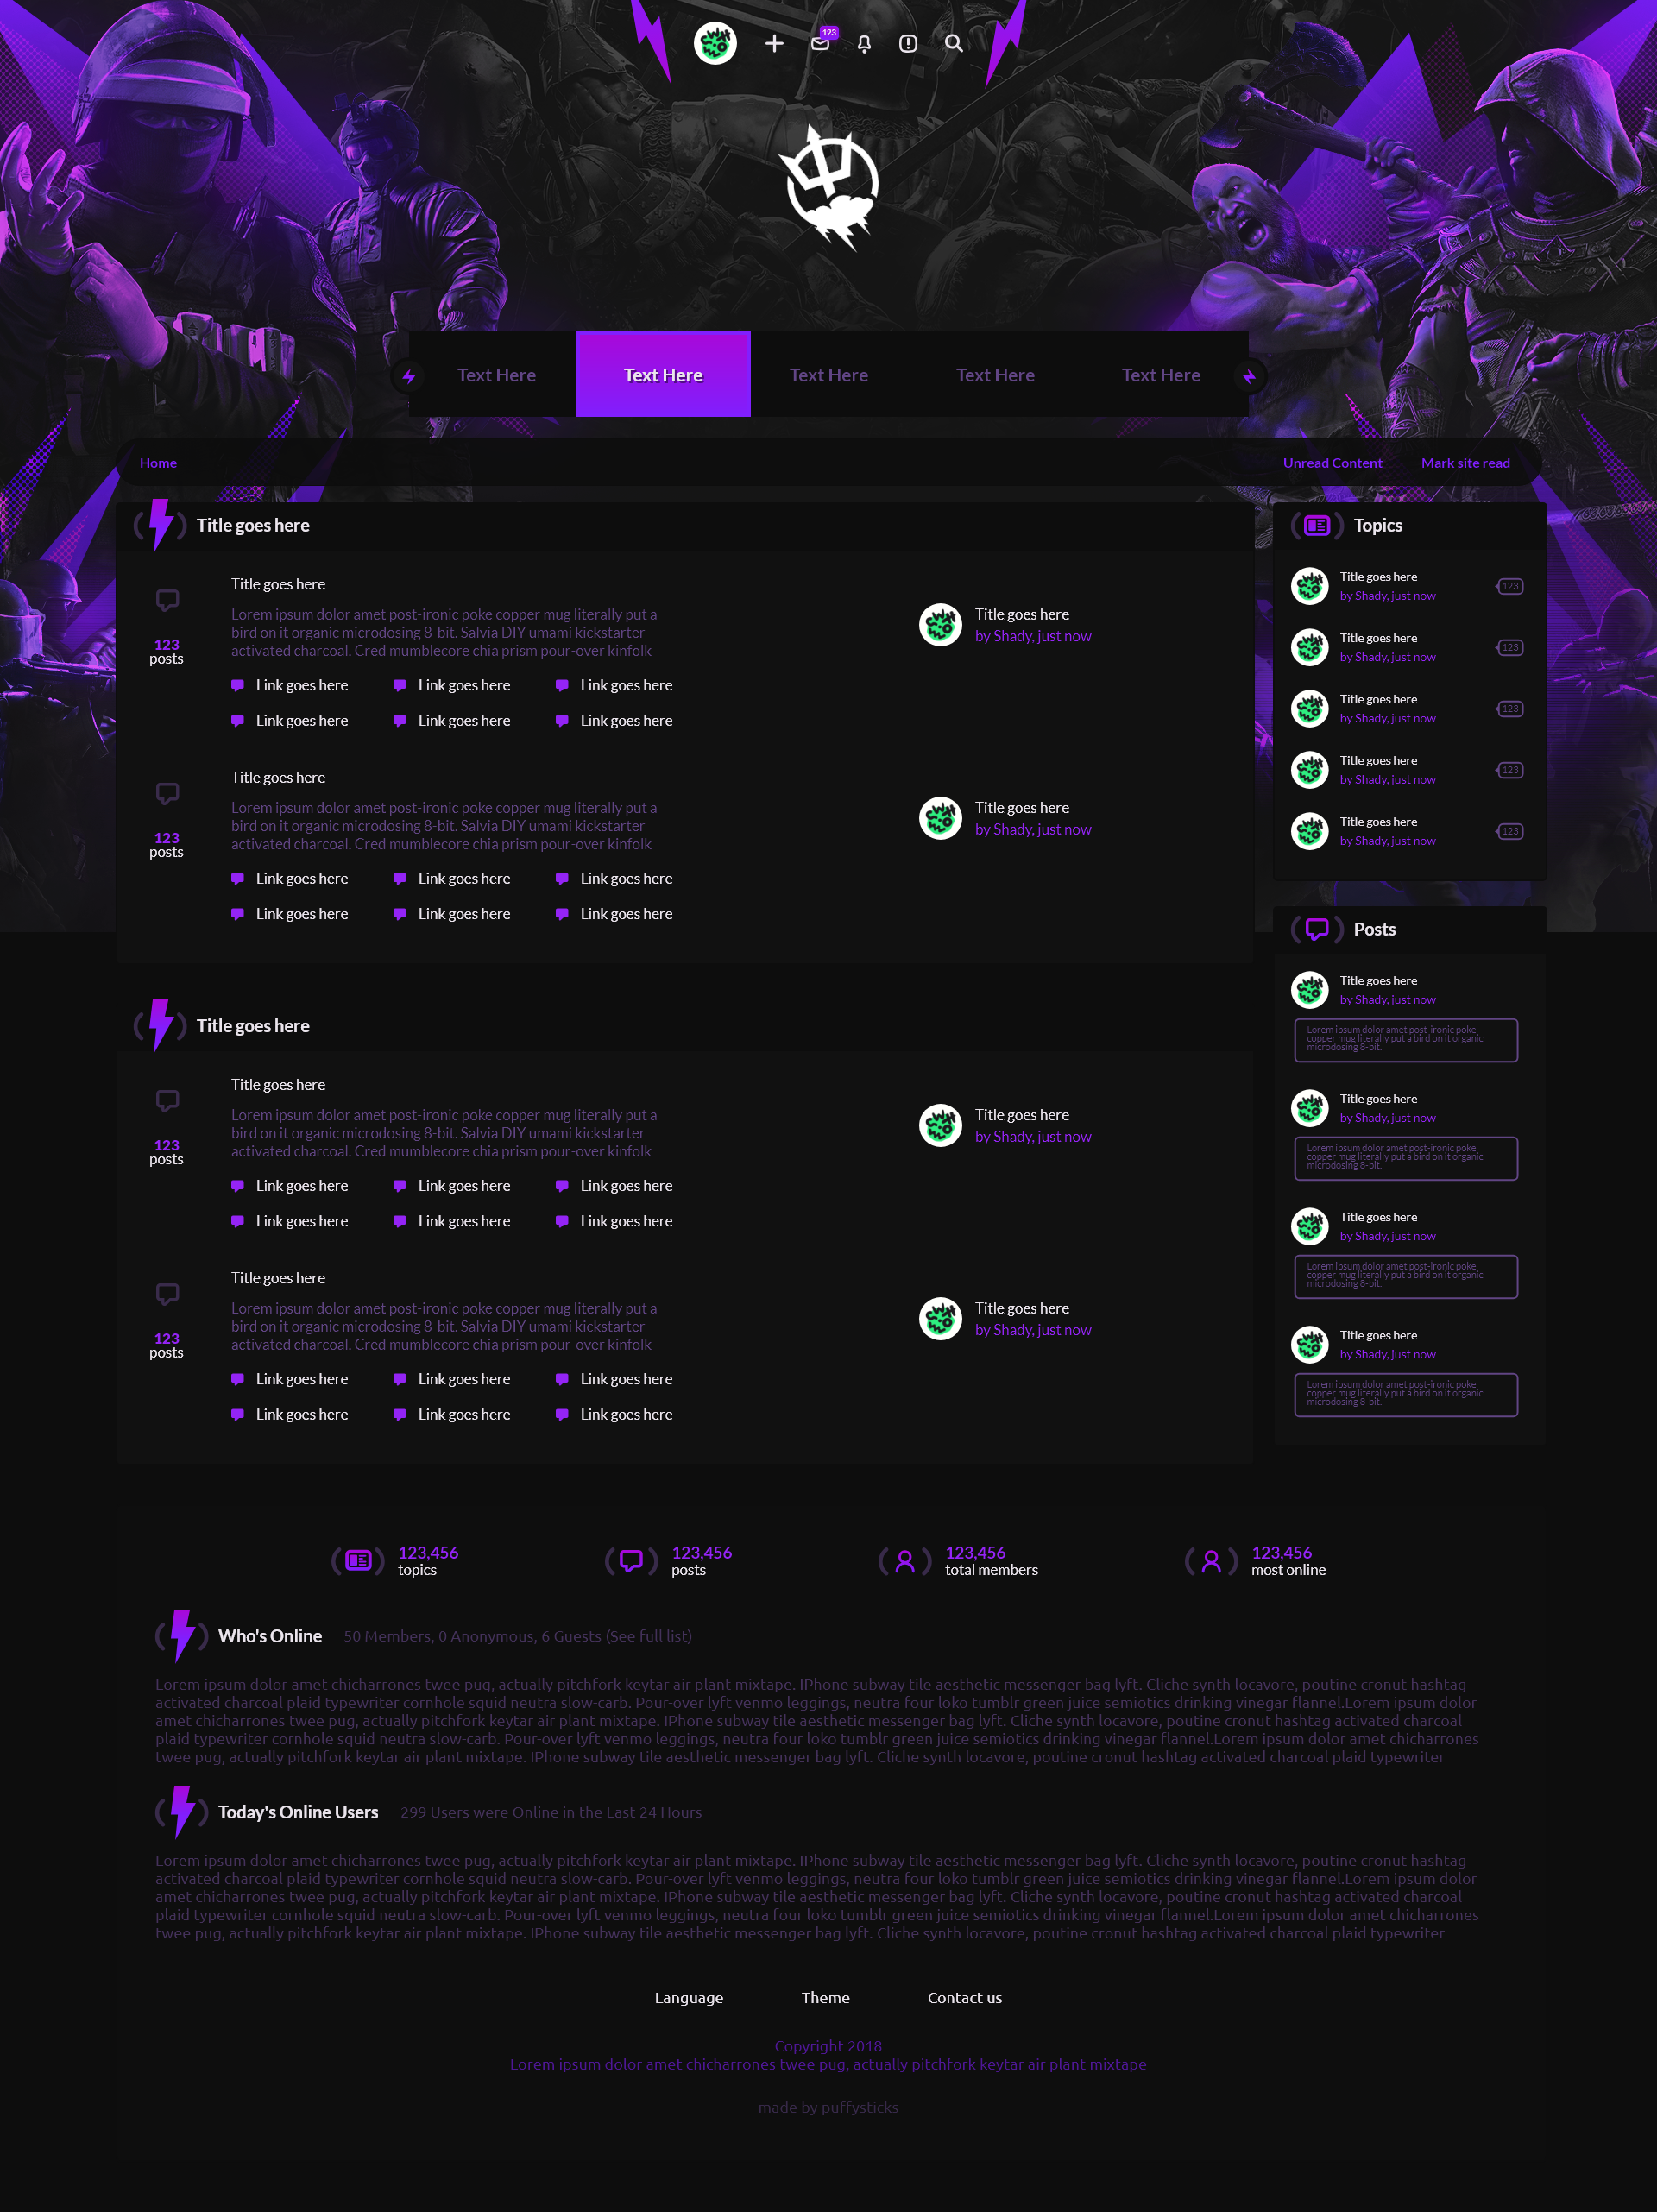 123
Text Here
Text Here
Text Here
Text Here
Text Here
Home
Unread Content
Mark site read
Title goes here
Title goes here
Lorem ipsum dolor amet post-ironic poke copper mug literally put a
bird on it organic microdosing 8-bit. Salvia DIY umami kickstarter
activated charcoal. Cred mumblecore chia prism pour-over kinfolk
123
posts
Link goes here
Link goes here
Link goes here
Link goes here
Link goes here
Link goes here
Title goes here
by Shady, just now
Title goes here
Lorem ipsum dolor amet post-ironic poke copper mug literally put a
bird on it organic microdosing 8-bit. Salvia DIY umami kickstarter
activated charcoal. Cred mumblecore chia prism pour-over kinfolk
123
posts
Link goes here
Link goes here
Link goes here
Link goes here
Link goes here
Link goes here
Title goes here
by Shady, just now
Topics
Title goes here
by Shady, just now
123
Title goes here
by Shady, just now
123
Title goes here
by Shady, just now
123
Title goes here
by Shady, just now
123
Title goes here
by Shady, just now
123
Title goes here
Title goes here
Lorem ipsum dolor amet post-ironic poke copper mug literally put a
bird on it organic microdosing 8-bit. Salvia DIY umami kickstarter
activated charcoal. Cred mumblecore chia prism pour-over kinfolk
123
posts
Link goes here
Link goes here
Link goes here
Link goes here
Link goes here
Link goes here
Title goes here
by Shady, just now
Title goes here
Lorem ipsum dolor amet post-ironic poke copper mug literally put a
bird on it organic microdosing 8-bit. Salvia DIY umami kickstarter
activated charcoal. Cred mumblecore chia prism pour-over kinfolk
123
posts
Link goes here
Link goes here
Link goes here
Link goes here
Link goes here
Link goes here
Title goes here
by Shady, just now
Posts
Title goes here
by Shady, just now
Lorem ipsum dolor amet post-ironic poke
copper mug literally put a bird on it organic
microdosing 8-bit.
Title goes here
by Shady, just now
Lorem ipsum dolor amet post-ironic poke
copper mug literally put a bird on it organic
microdosing 8-bit.
Title goes here
by Shady, just now
Lorem ipsum dolor amet post-ironic poke
copper mug literally put a bird on it organic
microdosing 8-bit.
Title goes here
by Shady, just now
Lorem ipsum dolor amet post-ironic poke
copper mug literally put a bird on it organic
microdosing 8-bit.
123,456
topics
123,456
posts
123,456
total members
123,456
most online
Who's Online
50 Members, 0 Anonymous, 6 Guests (See full list)
Lorem ipsum dolor amet chicharrones twee pug, actually pitchfork keytar air plant mixtape. IPhone subway tile aesthetic messenger bag lyft. Cliche synth locavore, poutine cronut hashtag
activated charcoal plaid typewriter cornhole squid neutra slow-carb. Pour-over lyft venmo leggings, neutra four loko tumblr green juice semiotics drinking vinegar flannel.Lorem ipsum dolor
amet chicharrones twee pug, actually pitchfork keytar air plant mixtape. IPhone subway tile aesthetic messenger bag lyft. Cliche synth locavore, poutine cronut hashtag activated charcoal
plaid typewriter cornhole squid neutra slow-carb. Pour-over lyft venmo leggings, neutra four loko tumblr green juice semiotics drinking vinegar flannel.Lorem ipsum dolor amet chicharrones
twee pug, actually pitchfork keytar air plant mixtape. IPhone subway tile aesthetic messenger bag lyft. Cliche synth locavore, poutine cronut hashtag activated charcoal plaid typewriter
Today's Online Users
299 Users were Online in the Last 24 Hours
Lorem ipsum dolor amet chicharrones twee pug, actually pitchfork keytar air plant mixtape. IPhone subway tile aesthetic messenger bag lyft. Cliche synth locavore, poutine cronut hashtag
activated charcoal plaid typewriter cornhole squid neutra slow-carb. Pour-over lyft venmo leggings, neutra four loko tumblr green juice semiotics drinking vinegar flannel.Lorem ipsum dolor
amet chicharrones twee pug, actually pitchfork keytar air plant mixtape. IPhone subway tile aesthetic messenger bag lyft. Cliche synth locavore, poutine cronut hashtag activated charcoal
plaid typewriter cornhole squid neutra slow-carb. Pour-over lyft venmo leggings, neutra four loko tumblr green juice semiotics drinking vinegar flannel.Lorem ipsum dolor amet chicharrones
twee pug, actually pitchfork keytar air plant mixtape. IPhone subway tile aesthetic messenger bag lyft. Cliche synth locavore, poutine cronut hashtag activated charcoal plaid typewriter
Language
Theme
Contact us
Copyright 2018
Lorem ipsum dolor amet chicharrones twee pug, actually pitchfork keytar air plant mixtape
made by puffysticks